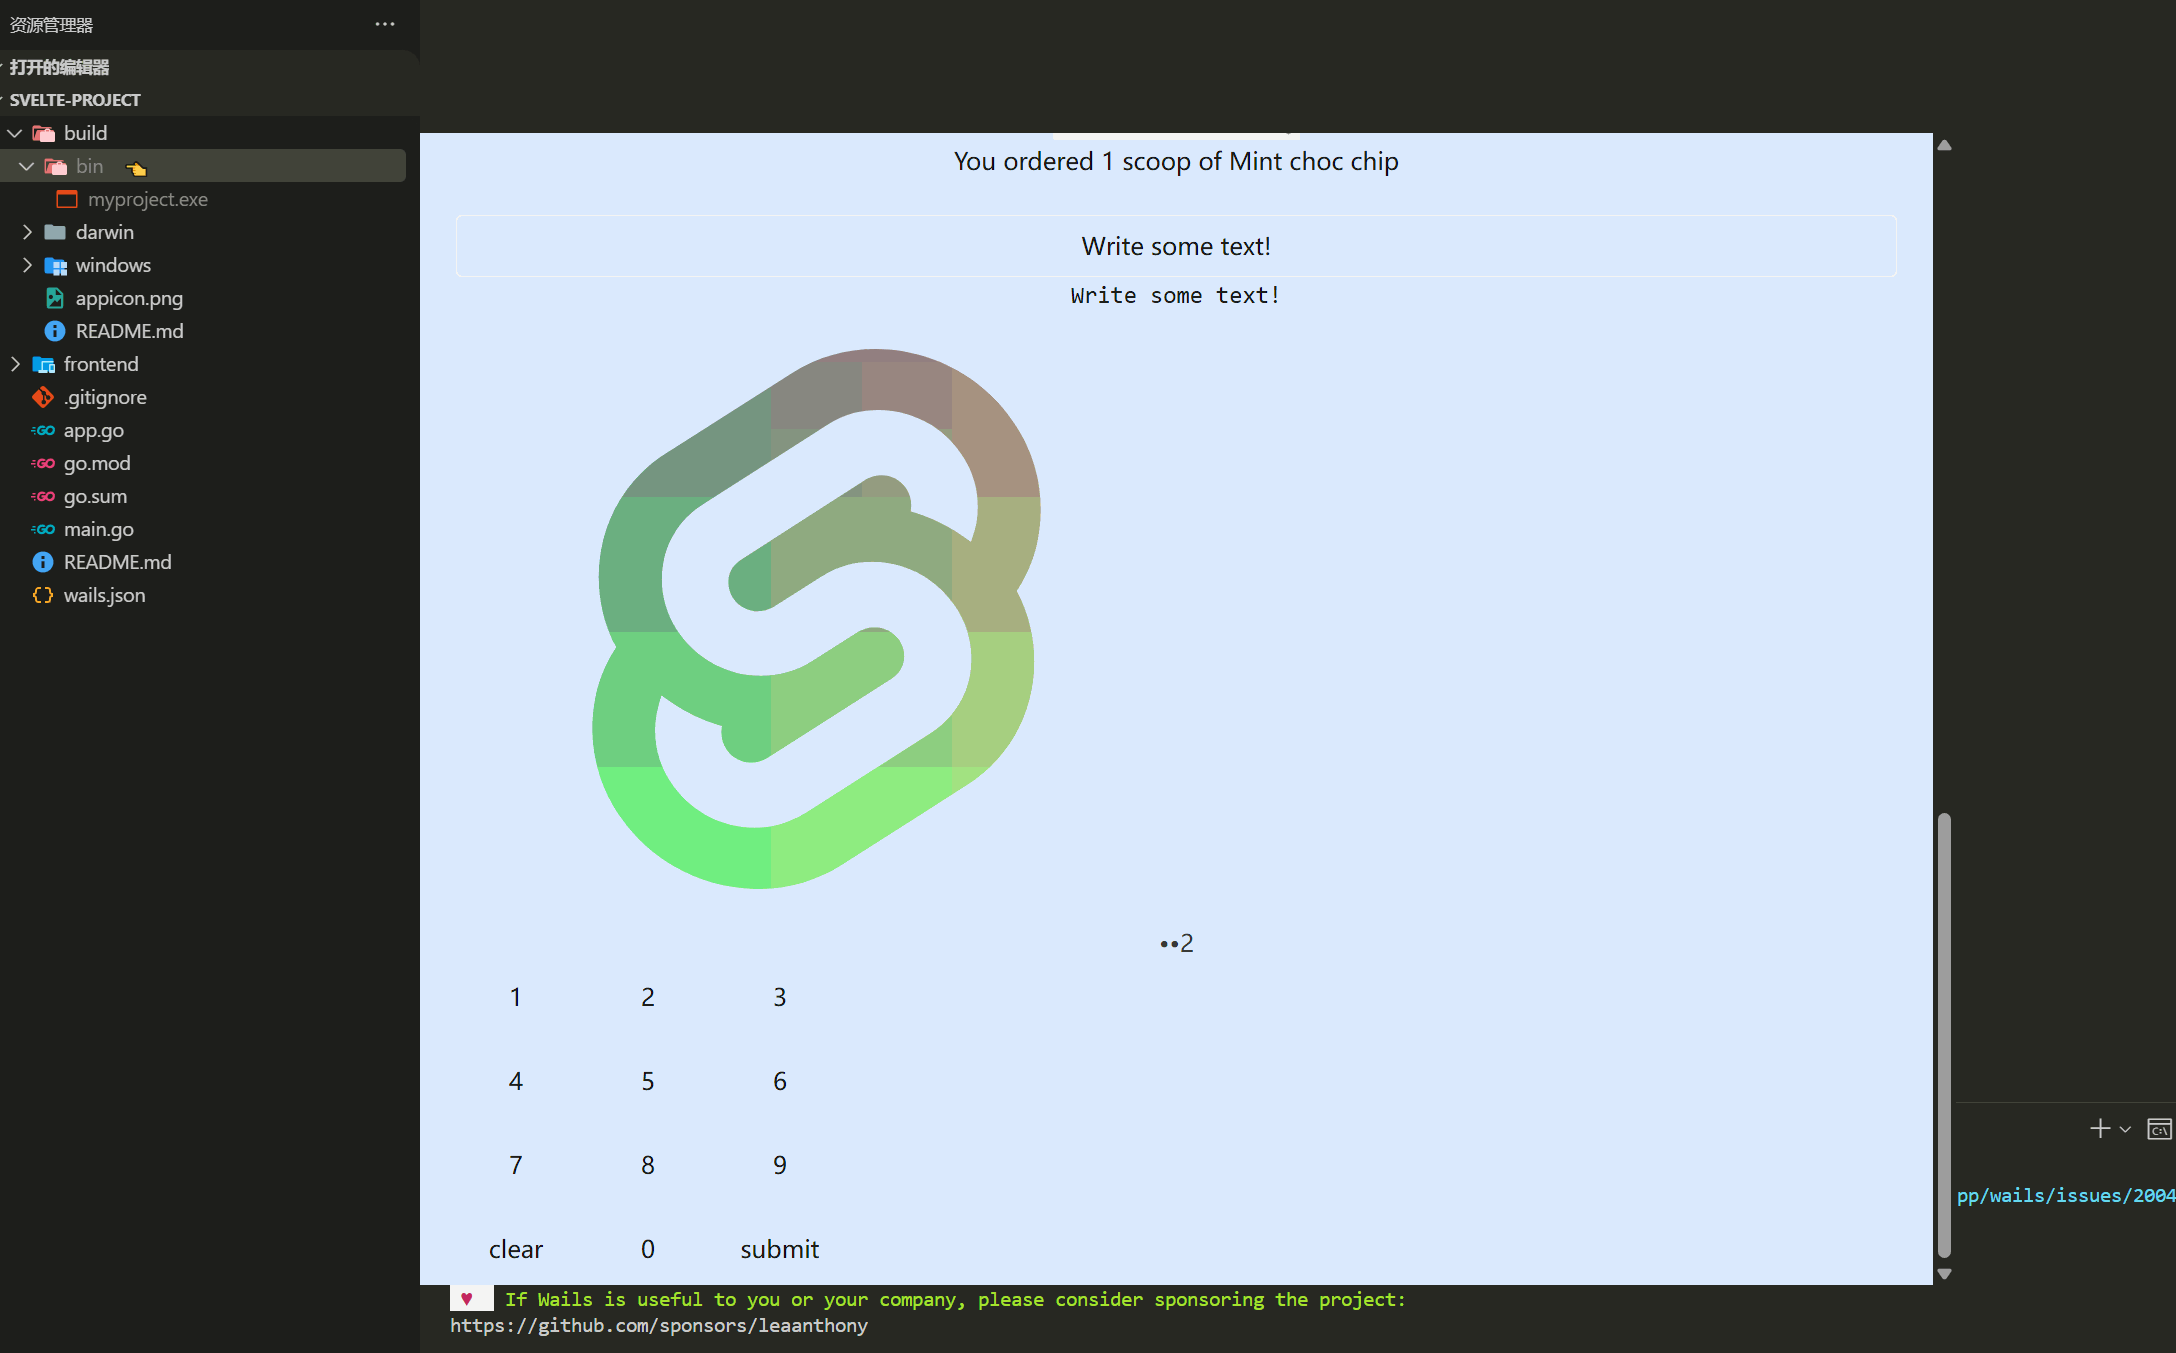 资源管理器
打开的编辑器
SVELTE-PROJECT
build
bin
myproject.exe
darwin
windows
appicon.png
README.md
frontend
.gitignore
app.go
go.mod
go.sum
main.go
README.md
wails.json
You ordered 1 scoop of Mint choc chip
Write some text!
Write some text!
••2
1 2 3
4 5 6
7 8 9
clear 0 submit
pp/wails/issues/2004
♥ If Wails is useful to you or your company, please consider sponsoring the project:
https://github.com/sponsors/leaanthony